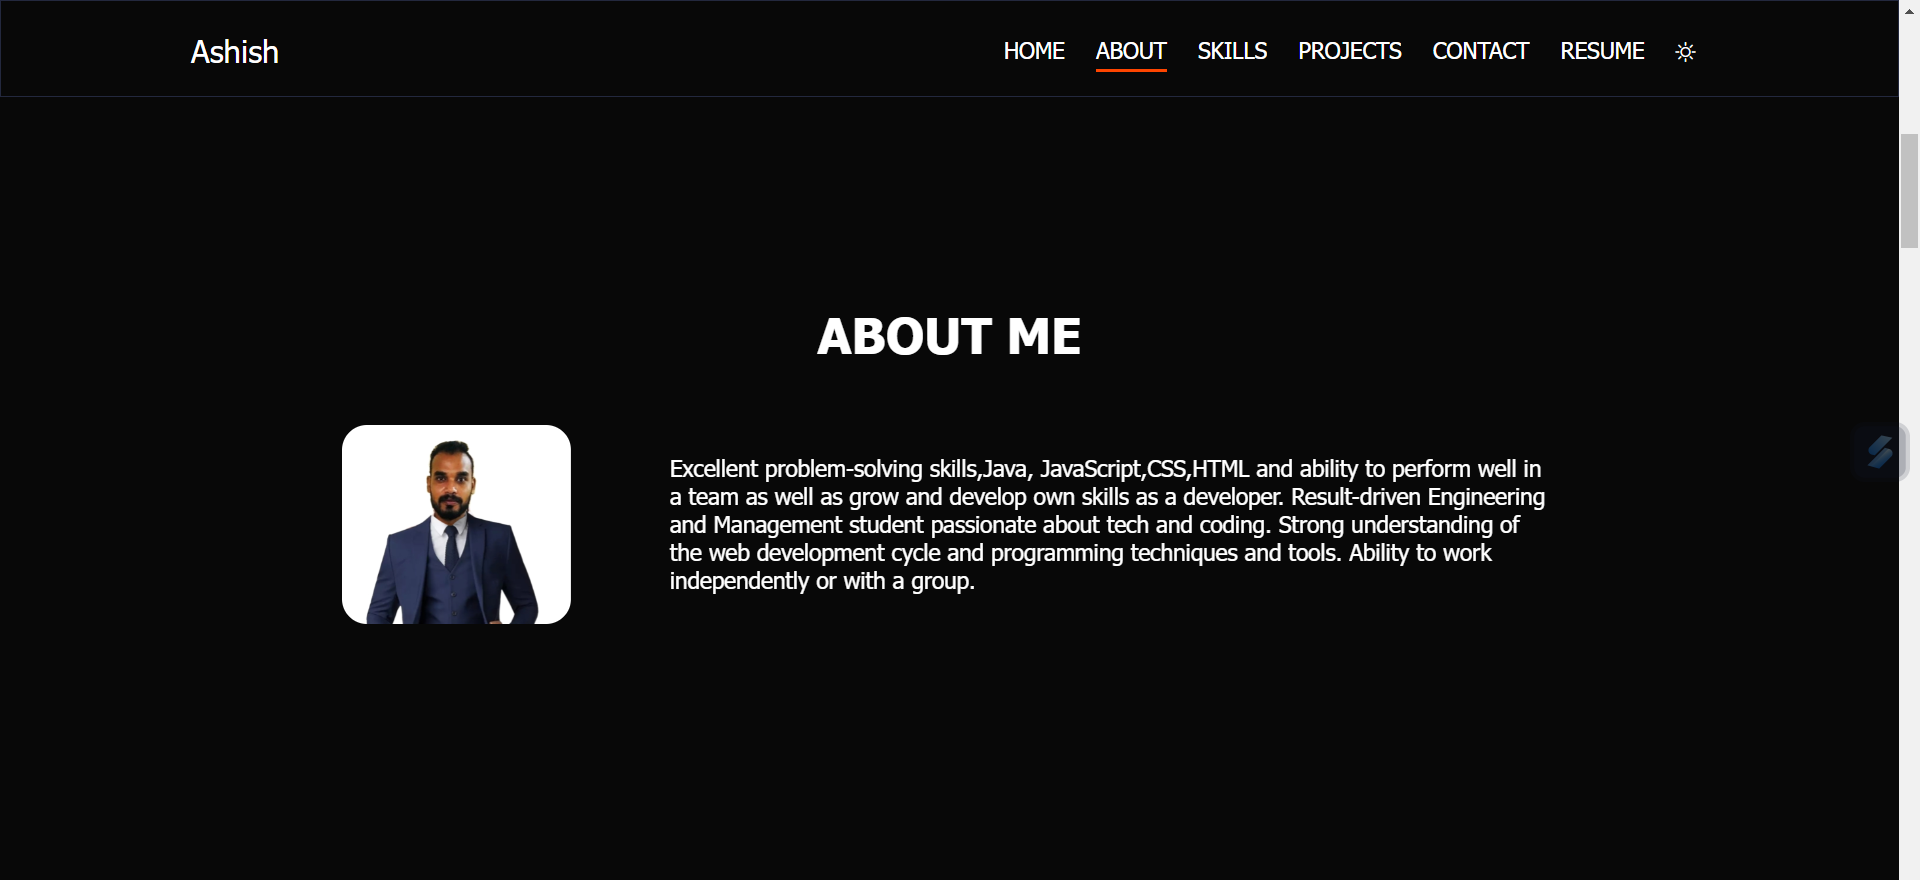 Ashish
HOME ABOUT SKILLS PROJECTS CONTACT RESUME
ABOUT ME
Excellent problem-solving skills,Java, JavaScript,CSS,HTML and ability to perform well in
a team as well as grow and develop own skills as a developer. Result-driven Engineering
and Management student passionate about tech and coding. Strong understanding of
the web development cycle and programming techniques and tools. Ability to work
independently or with a group.